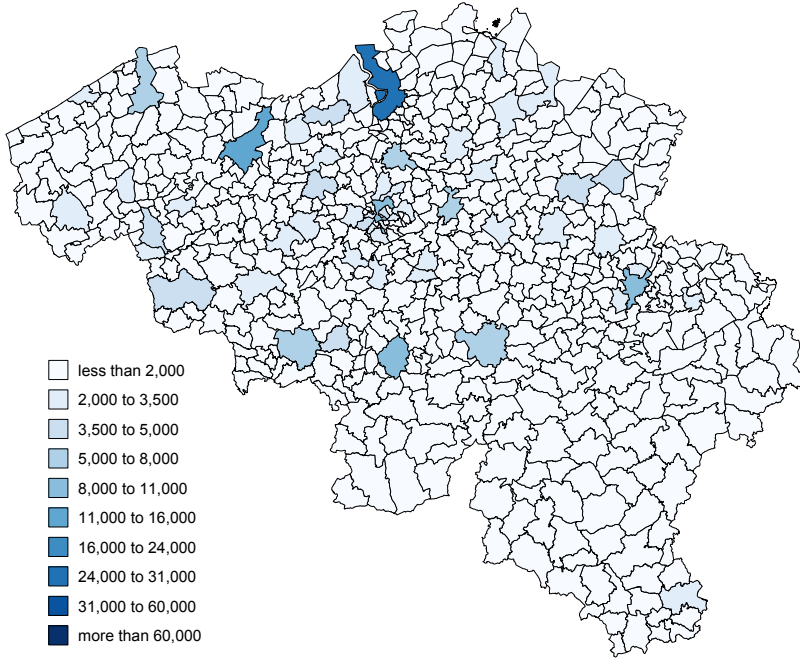 less than 2,000
2,000 to 3,500
3,500 to 5,000
5,000 to 8,000
8,000 to 11,000
11,000 to 16,000
16,000 to 24,000
24,000 to 31,000
31,000 to 60,000
more than 60,000